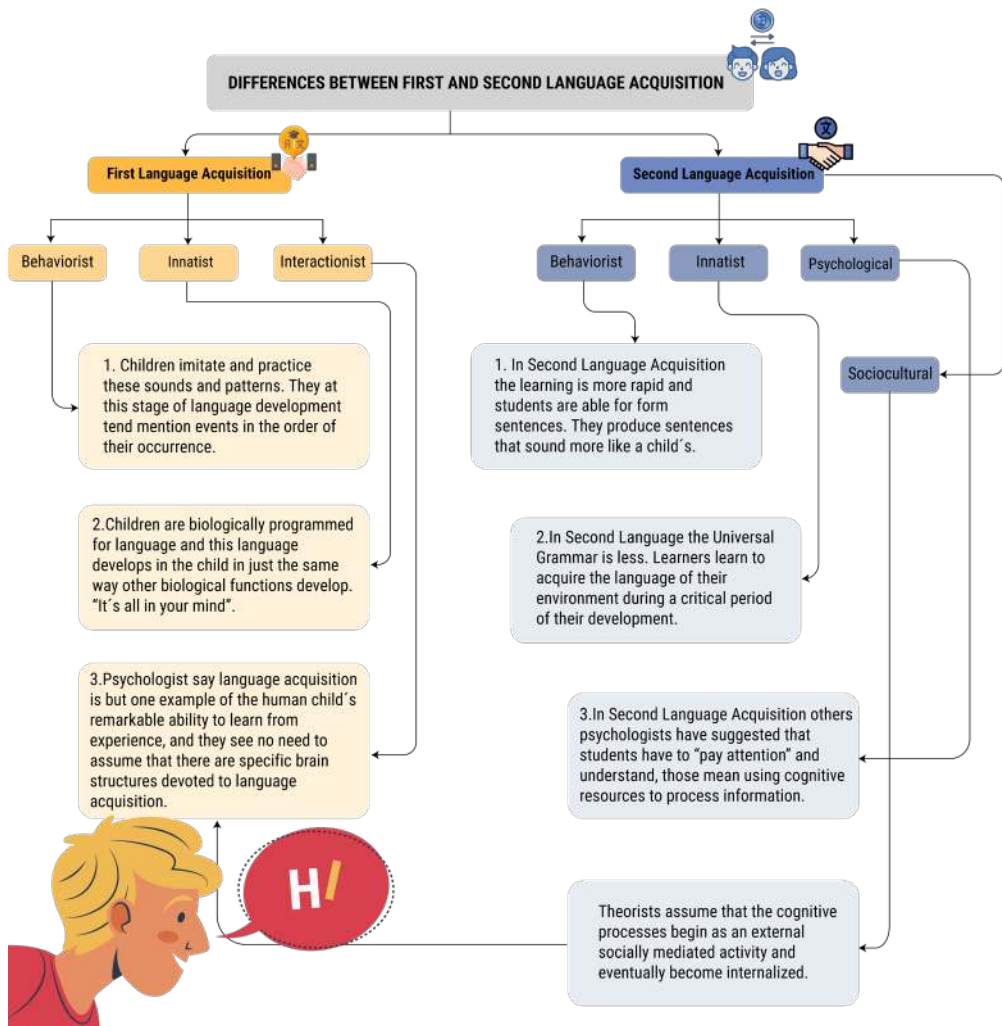 DIFFERENCES BETWEEN FIRST AND SECOND LANGUAGE ACQUISITION
First Language Acquisition
Second Language Acquisition
Behaviorist
Innatist
Interactionist
Behaviorist
Innatist
Psychological
Sociocultural
1. Children imitate and practice
these sounds and patterns. They at
this stage of language development
tend mention events in the order of
their occurrence.
1. In Second Language Acquisition
the learning is more rapid and
students are able for form
sentences. They produce sentences
that sound more like a child´s.
2.Children are biologically programmed
for language and this language
develops in the child in just the same
way other biological functions develop.
“It´s all in your mind”.
2.In Second Language the Universal
Grammar is less. Learners learn to
acquire the language of their
environment during a critical period
of their development.
3.Psychologist say language acquisition
is but one example of the human child´s
remarkable ability to learn from
experience, and they see no need to
assume that there are specific brain
structures devoted to language
acquisition.
3.In Second Language Acquisition others
psychologists have suggested that
students have to “pay attention” and
understand, those mean using cognitive
resources to process information.
HI
Theorists assume that the cognitive
processes begin as an external
socially mediated activity and
eventually become internalized.